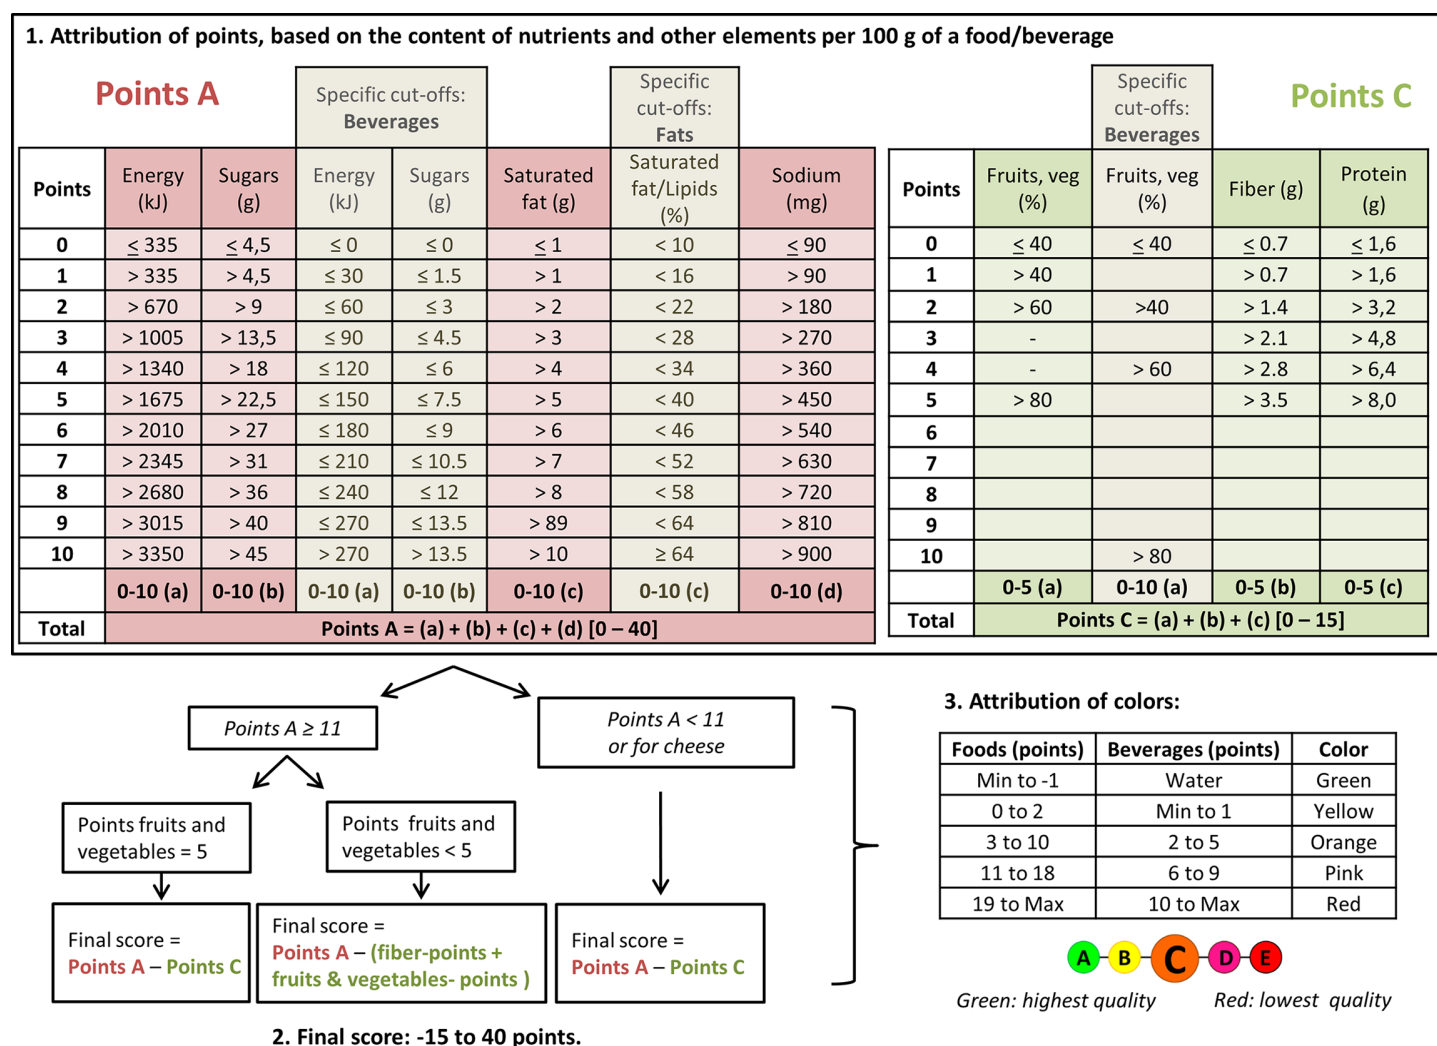 1. Attribution of points, based on the content of nutrients and other elements per 100 g of a food/beverage
Points A
Specific cut-offs:
Beverages
Specific
cut-offs:
Fats
Points Energy (kJ) Sugars (g) Energy (kJ) Sugars (g) Saturated fat (g) Saturated fat/Lipids (%) Sodium (mg)
0 ≤ 335 ≤ 4,5 ≤ 0 ≤ 0 ≤ 1 < 10 ≤ 90
1 > 335 > 4,5 ≤ 30 ≤ 1.5 > 1 < 16 > 90
2 > 670 > 9 ≤ 60 ≤ 3 > 2 < 22 > 180
3 > 1005 > 13,5 ≤ 90 ≤ 4.5 > 3 < 28 > 270
4 > 1340 > 18 ≤ 120 ≤ 6 > 4 < 34 > 360
5 > 1675 > 22,5 ≤ 150 ≤ 7.5 > 5 < 40 > 450
6 > 2010 > 27 ≤ 180 ≤ 9 > 6 < 46 > 540
7 > 2345 > 31 ≤ 210 ≤ 10.5 > 7 < 52 > 630
8 > 2680 > 36 ≤ 240 ≤ 12 > 8 < 58 > 720
9 > 3015 > 40 ≤ 270 ≤ 13.5 > 89 < 64 > 810
10 > 3350 > 45 > 270 > 13.5 > 10 ≥ 64 > 900
0-10 (a) 0-10 (b) 0-10 (a) 0-10 (b) 0-10 (c) 0-10 (c) 0-10 (d)
Total Points A = (a) + (b) + (c) + (d) [0 – 40]
Specific
cut-offs:
Beverages
Points C
Points Fruits, veg (%) Fruits, veg (%) Fiber (g) Protein (g)
0 ≤ 40 ≤ 40 ≤ 0.7 ≤ 1,6
1 > 40 > 0.7 > 1,6
2 > 60 >40 > 1.4 > 3,2
3 - > 2.1 > 4,8
4 - > 60 > 2.8 > 6,4
5 > 80 > 3.5 > 8,0
6
7
8
9
10 > 80
0-5 (a) 0-10 (a) 0-5 (b) 0-5 (c)
Total Points C = (a) + (b) + (c) [0 – 15]
Points A ≥ 11
Points A < 11
or for cheese
Points fruits and
vegetables = 5
Points fruits and
vegetables < 5
Final score =
Points A – Points C
Final score =
Points A – (fiber-points +
fruits & vegetables- points )
Final score =
Points A – Points C
2. Final score: -15 to 40 points.
3. Attribution of colors:
Foods (points) Beverages (points) Color
Min to -1 Water Green
0 to 2 Min to 1 Yellow
3 to 10 2 to 5 Orange
11 to 18 6 to 9 Pink
19 to Max 10 to Max Red
A B C D E
Green: highest quality Red: lowest quality